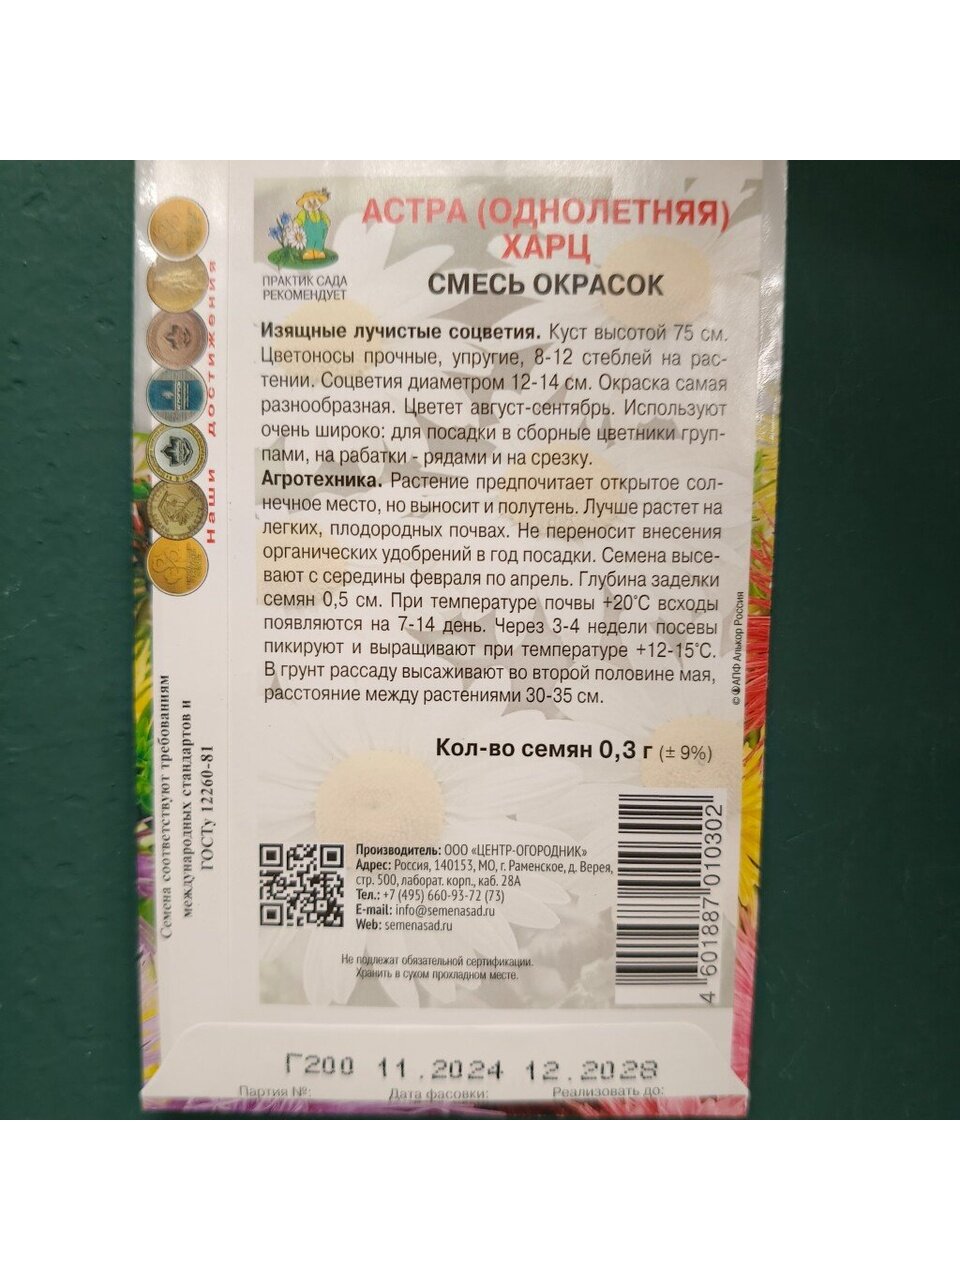 АСТРА (ОДНОЛЕТНЯЯ)
ХАРЦ
СМЕСЬ ОКРАСОК
ПРАКТИК САДА
РЕКОМЕНДУЕТ
Изящные лучистые соцветия. Куст высотой 75 см.
Цветоносы прочные, упругие, 8-12 стеблей на рас-
тении. Соцветия диаметром 12-14 см. Окраска самая
разнообразная. Цветет август-сентябрь. Используют
очень широко: для посадки в сборные цветники груп-
пами, на рабатки - рядами и на срезку.
Агротехника. Растение предпочитает открытое сол-
нечное место, но выносит и полутень. Лучше растет на
легких, плодородных почвах. Не переносит внесения
органических удобрений в год посадки. Семена высе-
вают с середины февраля по апрель. Глубина заделки
семян 0,5 см. При температуре почвы +20°С всходы
появляются на 7-14 день. Через 3-4 недели посевы
пикируют и выращивают при температуре +12-15°С.
В грунт рассаду высаживают во второй половине мая,
расстояние между растениями 30-35 см.
Кол-во семян 0,3 г (± 9%)
Производитель: ООО «ЦЕНТР-ОГОРОДНИК»
Адрес: Россия, 140153, МО, г. Раменское, д. Верея,
стр. 500, лаборат. корп., каб. 28А
Тел.: +7 (495) 660-93-72 (73)
E-mail: info@semenasad.ru
Web: semenasad.ru
Не подлежат обязательной сертификации.
Хранить в сухом прохладном месте.
4 601887 010302
© АПФ Алькор Россия
Наши достижения
Семена соответствуют требованиям
международных стандартов и
ГОСТу 12260-81
Г200 11.2024 12.2028
Партия №: Дата фасовки: Реализовать до: